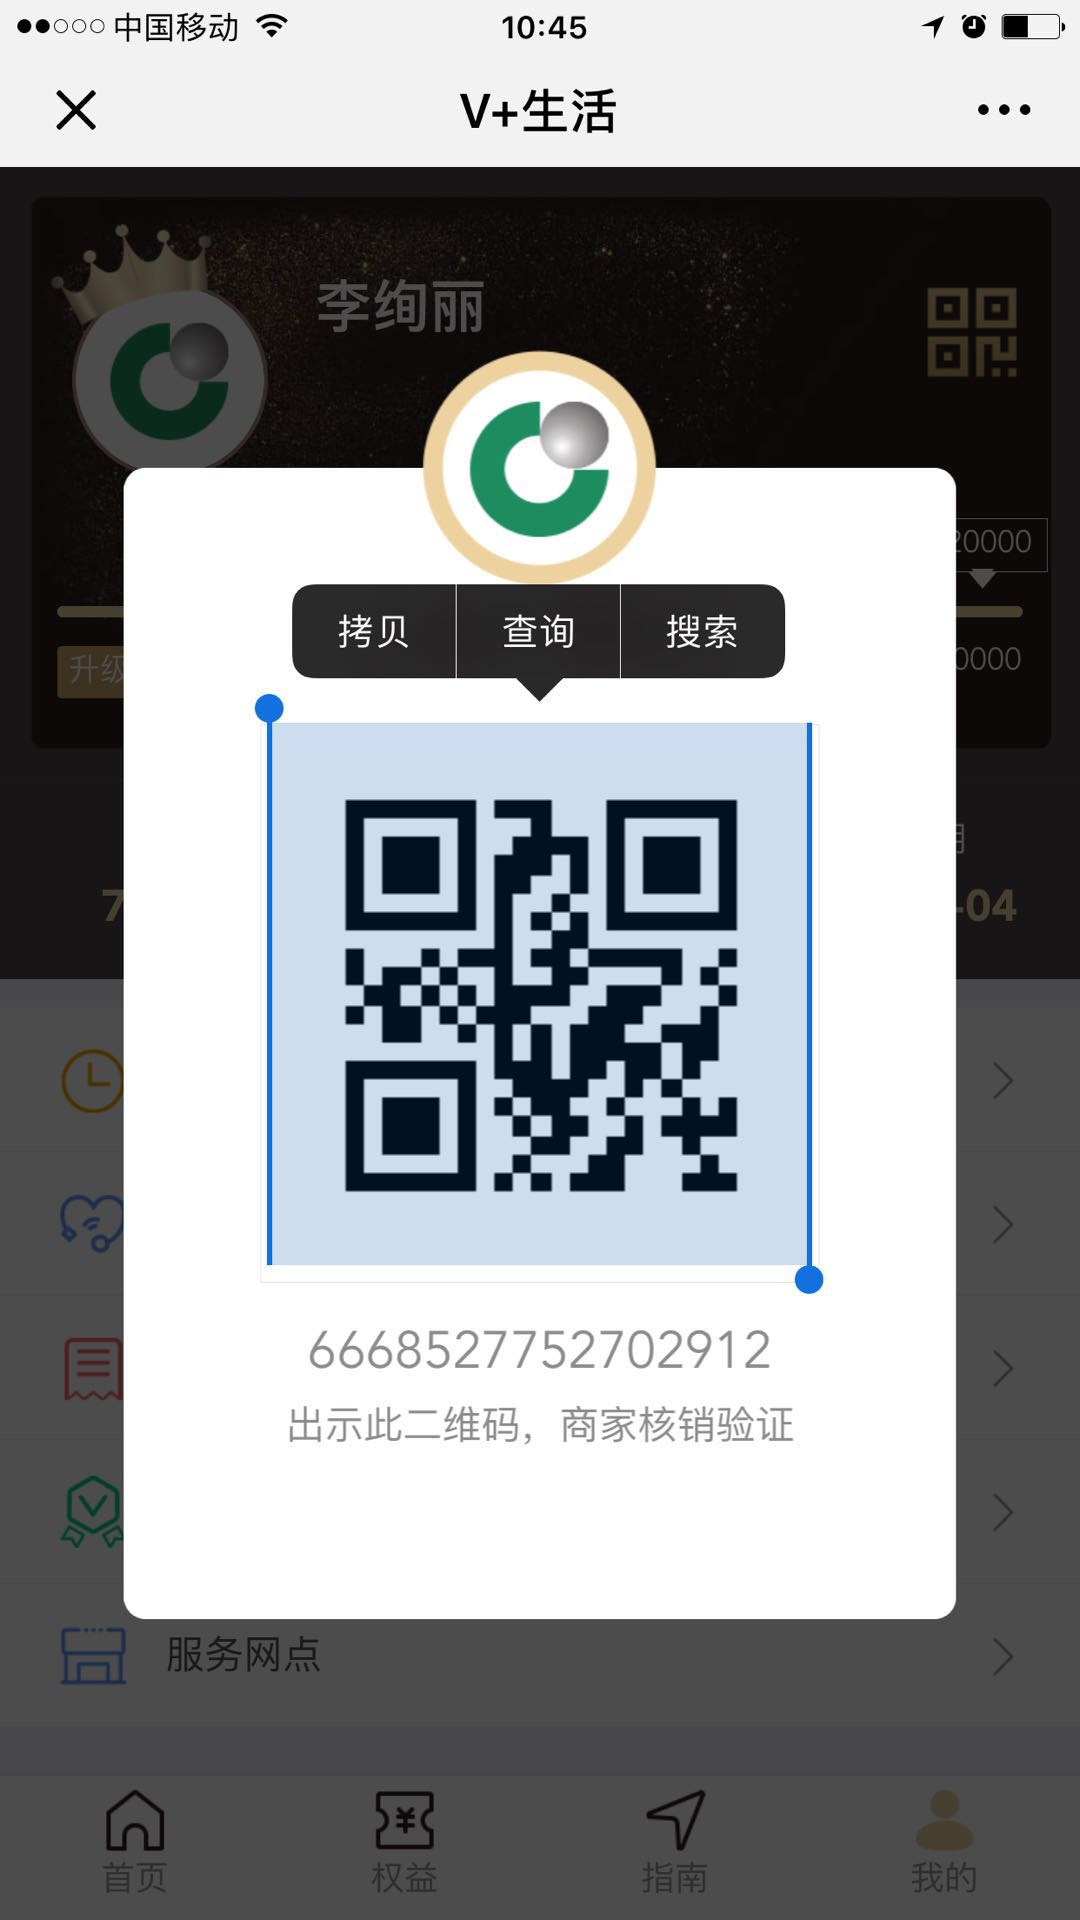 中国移动 10:45
V+生活
李绚丽
20000
升级
0000
拷贝 查询 搜索
7
-04
6668527752702912
出示此二维码，商家核销验证
服务网点
首页 权益 指南 我的